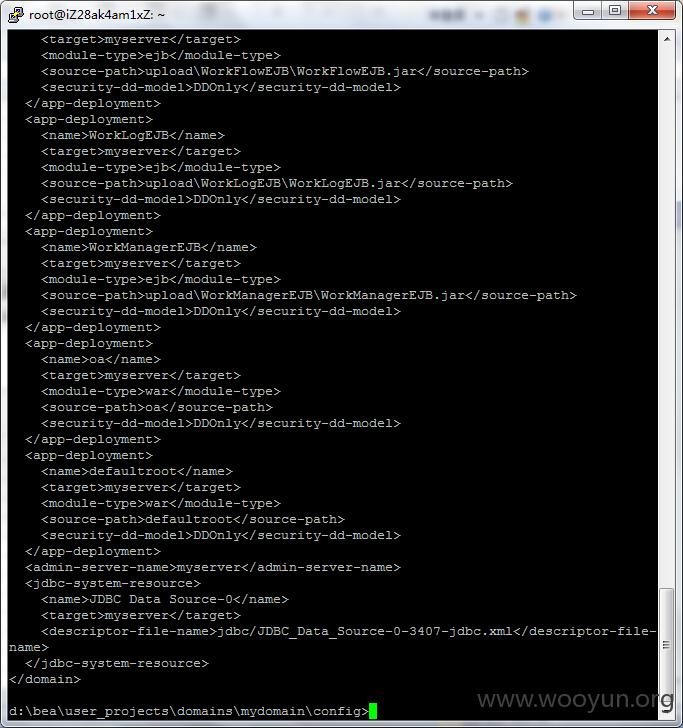 root@iZ28ak4am1xZ: ~
<target>myserver</target>
<module-type>ejb</module-type>
<source-path>upload\WorkFlowEJB\WorkFlowEJB.jar</source-path>
<security-dd-model>DDOnly</security-dd-model>
</app-deployment>
<app-deployment>
<name>WorkLogEJB</name>
<target>myserver</target>
<module-type>ejb</module-type>
<source-path>upload\WorkLogEJB\WorkLogEJB.jar</source-path>
<security-dd-model>DDOnly</security-dd-model>
</app-deployment>
<app-deployment>
<name>WorkManagerEJB</name>
<target>myserver</target>
<module-type>ejb</module-type>
<source-path>upload\WorkManagerEJB\WorkManagerEJB.jar</source-path>
<security-dd-model>DDOnly</security-dd-model>
</app-deployment>
<app-deployment>
<name>oa</name>
<target>myserver</target>
<module-type>war</module-type>
<source-path>oa</source-path>
<security-dd-model>DDOnly</security-dd-model>
</app-deployment>
<app-deployment>
<name>defaultroot</name>
<target>myserver</target>
<module-type>war</module-type>
<source-path>defaultroot</source-path>
<security-dd-model>DDOnly</security-dd-model>
</app-deployment>
<admin-server-name>myserver</admin-server-name>
<jdbc-system-resource>
<name>JDBC Data Source-0</name>
<target>myserver</target>
<descriptor-file-name>jdbc/JDBC_Data_Source-0-3407-jdbc.xml</descriptor-file-
name>
</jdbc-system-resource>
</domain>
d:\bea\user_projects\domains\mydomain\config>
www.wooyun.org